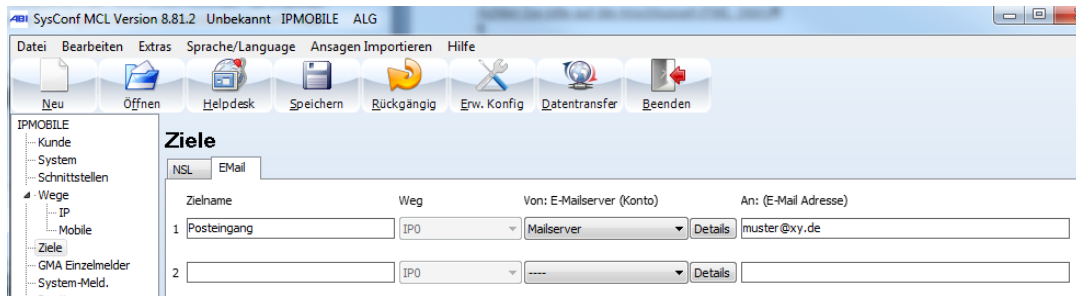 ABI SysConf MCL Version 8.81.2 Unbekannt IPMOBILE ALG
Datei Bearbeiten Extras Sprache/Language Ansagen Importieren Hilfe
Neu Öffnen Helpdesk Speichern Rückgängig Erw. Konfig Datentransfer Beenden
IPMOBILE
Kunde
System
Schnittstellen
Wege
IP
Mobile
Ziele
GMA Einzelmelder
System-Meld.
Ziele
NSL EMail
Zielname Weg Von: E-Mailserver (Konto) An: (E-Mail Adresse)
1 Posteingang IP0 Mailserver Details muster@xy.de
2 IP0 ---- Details